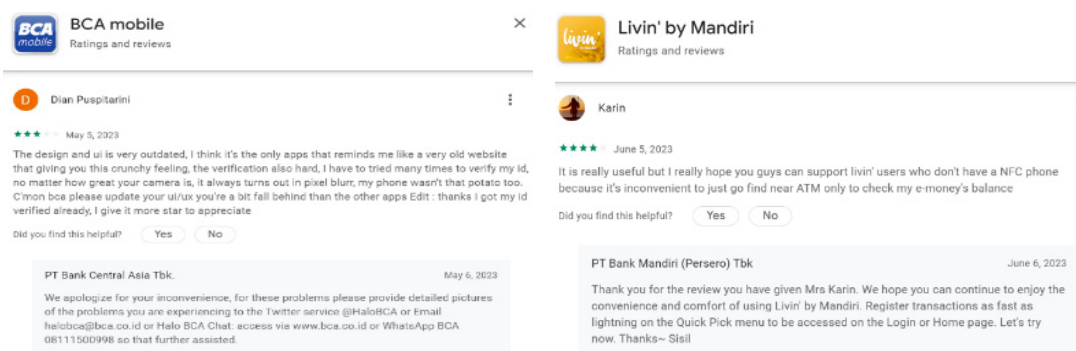 BCA
mobile
BCA mobile
Ratings and reviews
D
Dian Puspitarini
May 5, 2023
The design and ui is very outdated, I think it's the only apps that reminds me like a very old website
that giving you this crunchy feeling, the verification also hard, I have to tried many times to verify my id,
no matter how great your camera is, it always turns out in pixel blurr, my phone wasn't that potato too.
C'mon bca please update your ui/ux you're a bit fall behind than the other apps Edit : thanks I got my id
verified already, I give it more star to appreciate
Did you find this helpful? Yes No
PT Bank Central Asia Tbk. May 6, 2023
We apologize for your inconvenience, for these problems please provide detailed pictures
of the problems you are experiencing to the Twitter service @HaloBCA or Email
halobca@bca.co.id or Halo BCA Chat: access via www.bca.co.id or WhatsApp BCA
08111500998 so that further assisted.
livin'
Livin' by Mandiri
Ratings and reviews
Karin
June 5, 2023
It is really useful but I really hope you guys can support livin' users who don't have a NFC phone
because it's inconvenient to just go find near ATM only to check my e-money's balance
Did you find this helpful? Yes No
PT Bank Mandiri (Persero) Tbk June 6, 2023
Thank you for the review you have given Mrs Karin. We hope you can continue to enjoy the
convenience and comfort of using Livin' by Mandiri. Register transactions as fast as
lightning on the Quick Pick menu to be accessed on the Login or Home page. Let's try
now. Thanks~ Sisil